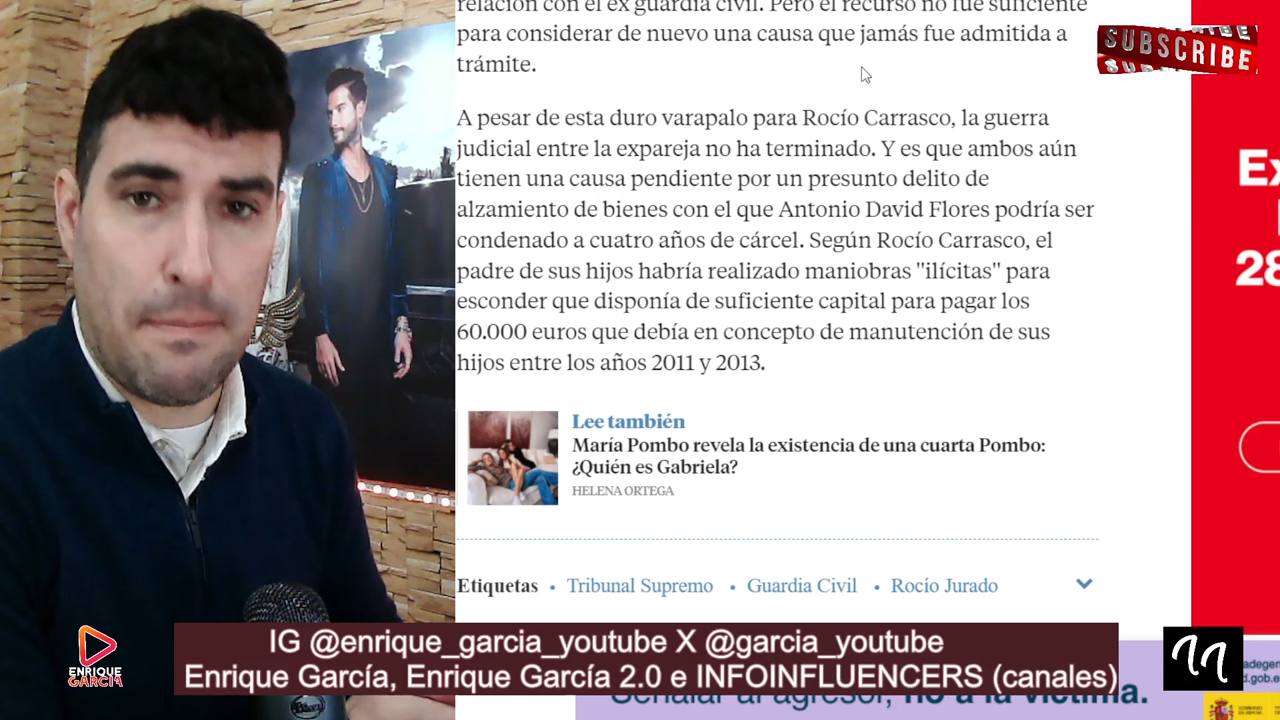 relación con el ex guardia civil. Pero el recurso no fue suficiente
para considerar de nuevo una causa que jamás fue admitida a
trámite.
A pesar de esta duro varapalo para Rocío Carrasco, la guerra
judicial entre la expareja no ha terminado. Y es que ambos aún
tienen una causa pendiente por un presunto delito de
alzamiento de bienes con el que Antonio David Flores podría ser
condenado a cuatro años de cárcel. Según Rocío Carrasco, el
padre de sus hijos habría realizado maniobras "ilícitas" para
esconder que disponía de suficiente capital para pagar los
60.000 euros que debía en concepto de manutención de sus
hijos entre los años 2011 y 2013.
Lee también
María Pombo revela la existencia de una cuarta Pombo:
¿Quién es Gabriela?
HELENA ORTEGA
Etiquetas • Tribunal Supremo • Guardia Civil • Rocío Jurado
SUBSCRIBE
Ex
28
ENRIQUE
GARCÍA
IG @enrique_garcia_youtube X @garcia_youtube
Enrique García, Enrique García 2.0 e INFOINFLUENCERS (canales)
Señalar al agresor, no a la víctima.